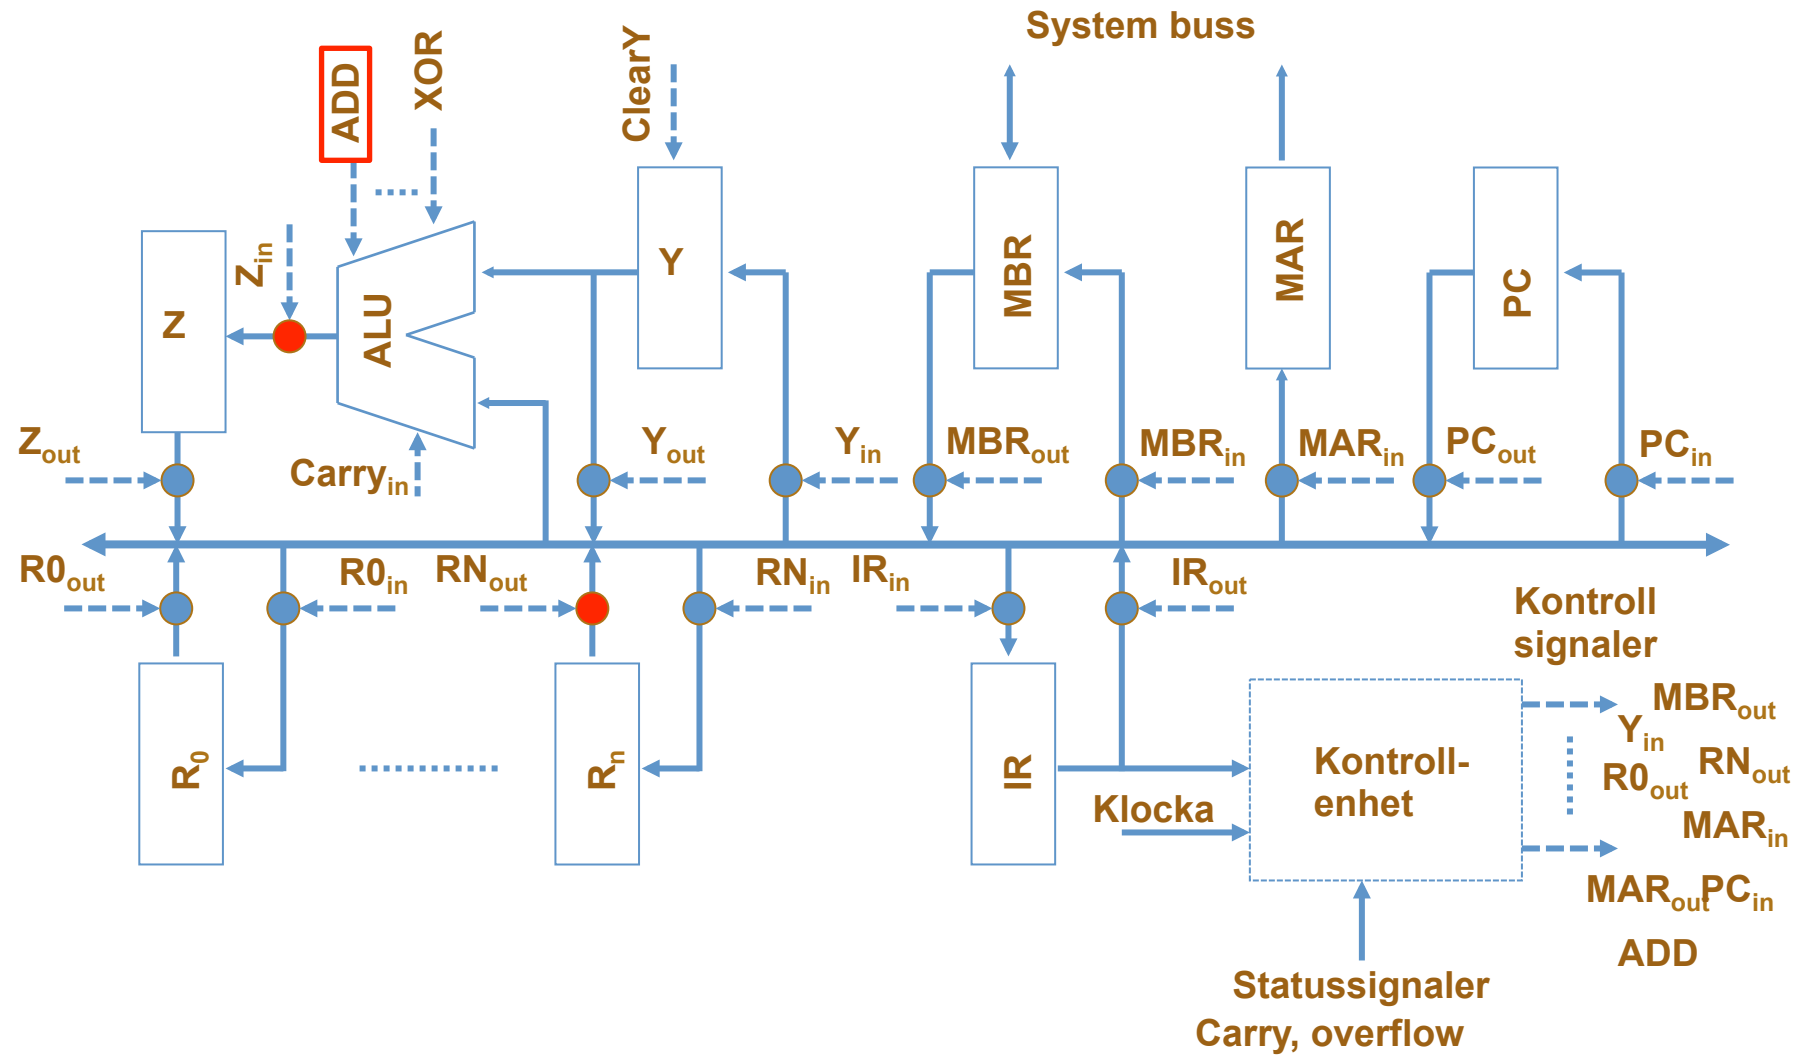 System buss
ADD
XOR
ClearY
Zin
Z
ALU
Y
MBR
MAR
PC
Zout
Carryin
Yout
Yin
MBRout
MBRin
MARin
PCout
PCin
R0out
R0in
RNout
RNin
IRin
IRout
R0
Rn
IR
Klocka
Kontroll-
enhet
Kontroll
signaler
MBRout
Yin
R0out
RNout
MARin
MARout
PCin
ADD
Statussignaler
Carry, overflow